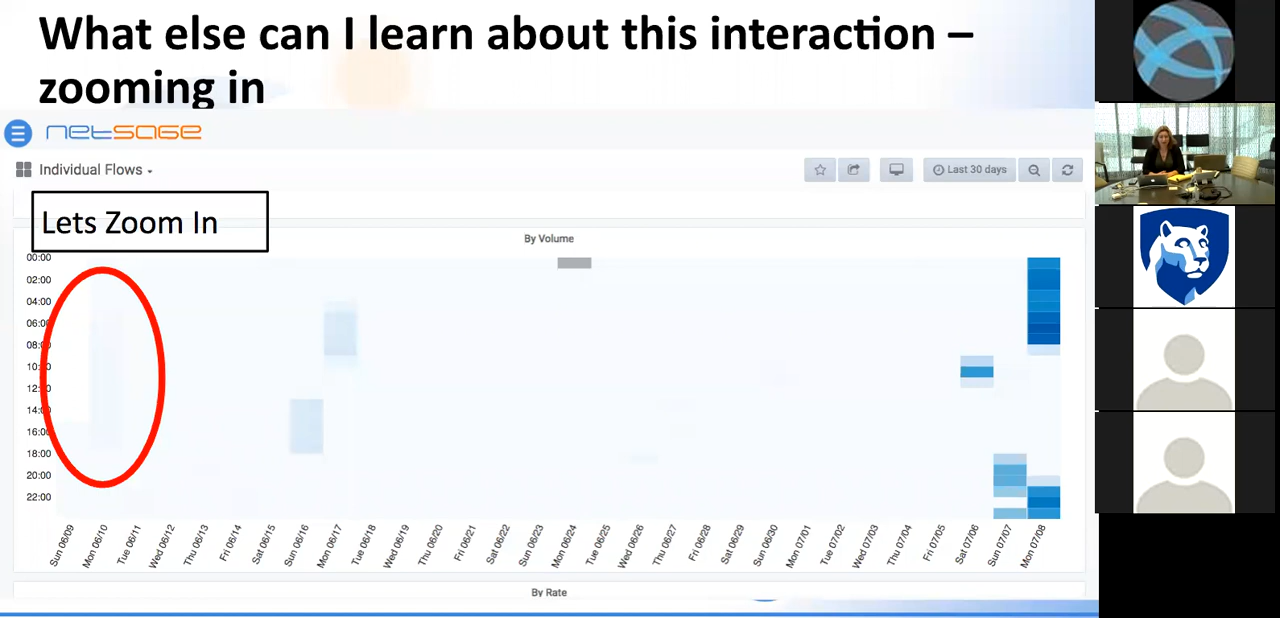 What else can I learn about this interaction –
zooming in
netsage
Individual Flows
Last 30 days
Lets Zoom In
By Volume
00:00
02:00
04:00
06:00
08:00
10:00
12:00
14:00
16:00
18:00
20:00
22:00
Sun 06/09
Mon 06/10
Tue 06/11
Wed 06/12
Thu 06/13
Fri 06/14
Sat 06/15
Sun 06/16
Mon 06/17
Tue 06/18
Wed 06/19
Thu 06/20
Fri 06/21
Sat 06/22
Sun 06/23
Mon 06/24
Tue 06/25
Wed 06/26
Thu 06/27
Fri 06/28
Sat 06/29
Sun 06/30
Mon 07/01
Tue 07/02
Wed 07/03
Thu 07/04
Fri 07/05
Sat 07/06
Sun 07/07
Mon 07/08
By Rate